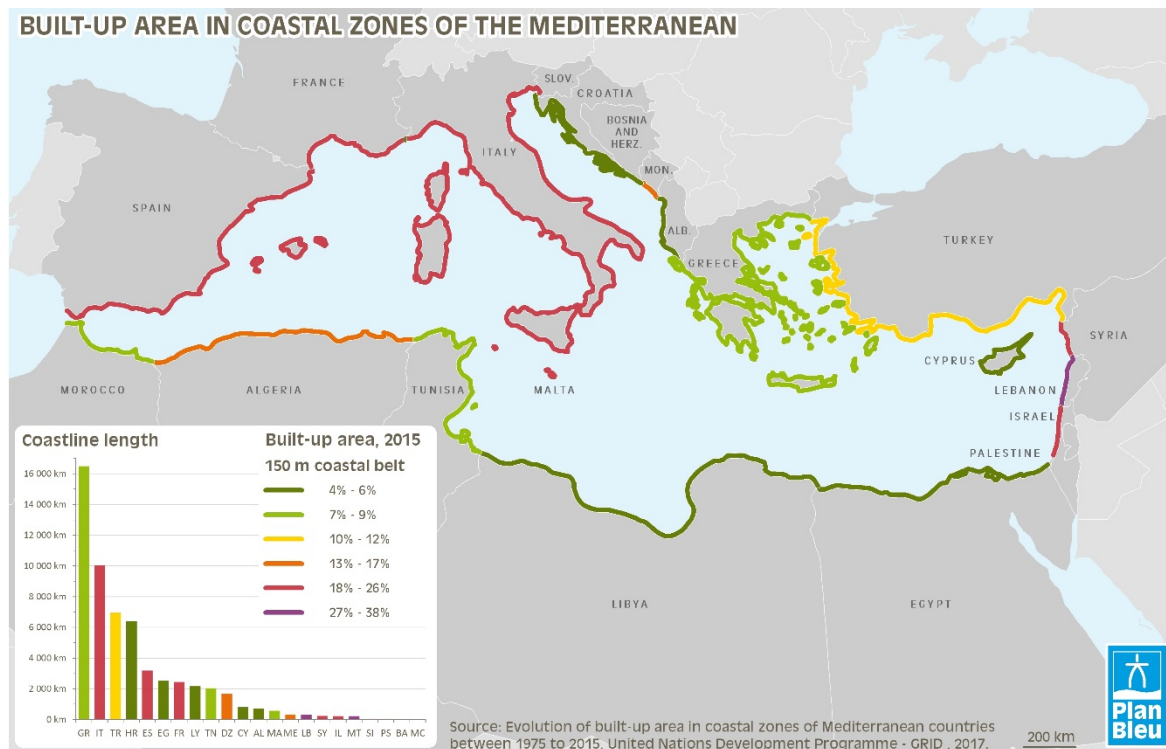 BUILT-UP AREA IN COASTAL ZONES OF THE MEDITERRANEAN
FRANCE
SLOV.
CROATIA
BOSNIA
AND
HERZ.
ITALY
MON.
SPAIN
ALB.
TURKEY
GREECE
SYRIA
CYPRUS
MOROCCO
ALGERIA
TUNISIA
MALTA
LEBANON
ISRAEL
PALESTINE
LIBYA
EGYPT
Coastline length
16 000 km
14 000 km
12 000 km
10 000 km
8 000 km
6 000 km
4 000 km
2 000 km
0 km
GR IT TR HR ES EG FR LY TN DZ CY AL MA ME LB SY IL MT SI PS BA MC
Built-up area, 2015
150 m coastal belt
4% - 6%
7% - 9%
10% - 12%
13% - 17%
18% - 26%
27% - 38%
Source: Evolution of built-up area in coastal zones of Mediterranean countries
between 1975 to 2015, United Nations Development Programme - GRID , 2017.
200 km
Plan
Bleu